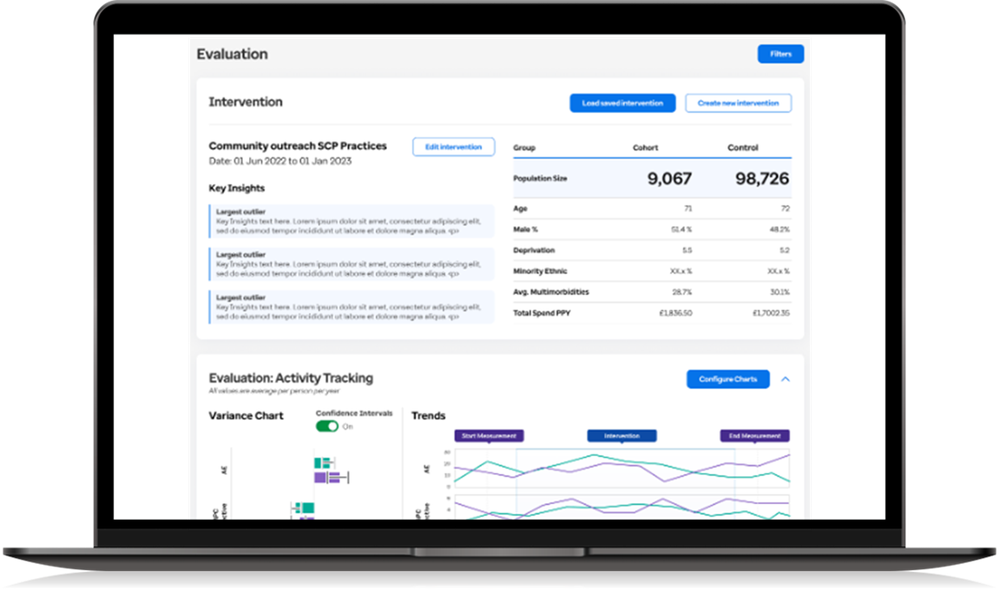 Evaluation
Filters
Intervention
Load saved intervention
Create new intervention
Community outreach SCP Practices
Edit intervention
Date: 01 Jun 2022 to 01 Jan 2023
Key Insights
Largest outlier
Key Insights text here. Lorem ipsum dolor sit amet, consectetur adipiscing elit,
sed do eiusmod tempor incididunt ut labore et dolore magna aliqua. <p>
Largest outlier
Key Insights text here. Lorem ipsum dolor sit amet, consectetur adipiscing elit,
sed do eiusmod tempor incididunt ut labore et dolore magna aliqua. <p>
Largest outlier
Key Insights text here. Lorem ipsum dolor sit amet, consectetur adipiscing elit,
sed do eiusmod tempor incididunt ut labore et dolore magna aliqua. <p>
Group Cohort Control
Population Size 9,067 98,726
Age 71 72
Male % 51.4 % 48.2%
Deprivation 5.5 5.2
Minority Ethnic XX.x % XX.x %
Avg. Multimorbidities 28.7% 30.1%
Total Spend PPY £1,836.50 £1,7002.35
Evaluation: Activity Tracking
All values are average per person per year
Configure Charts
Variance Chart
Confidence Intervals
On
AE
Trends
Start Measurement
Intervention
End Measurement
AE